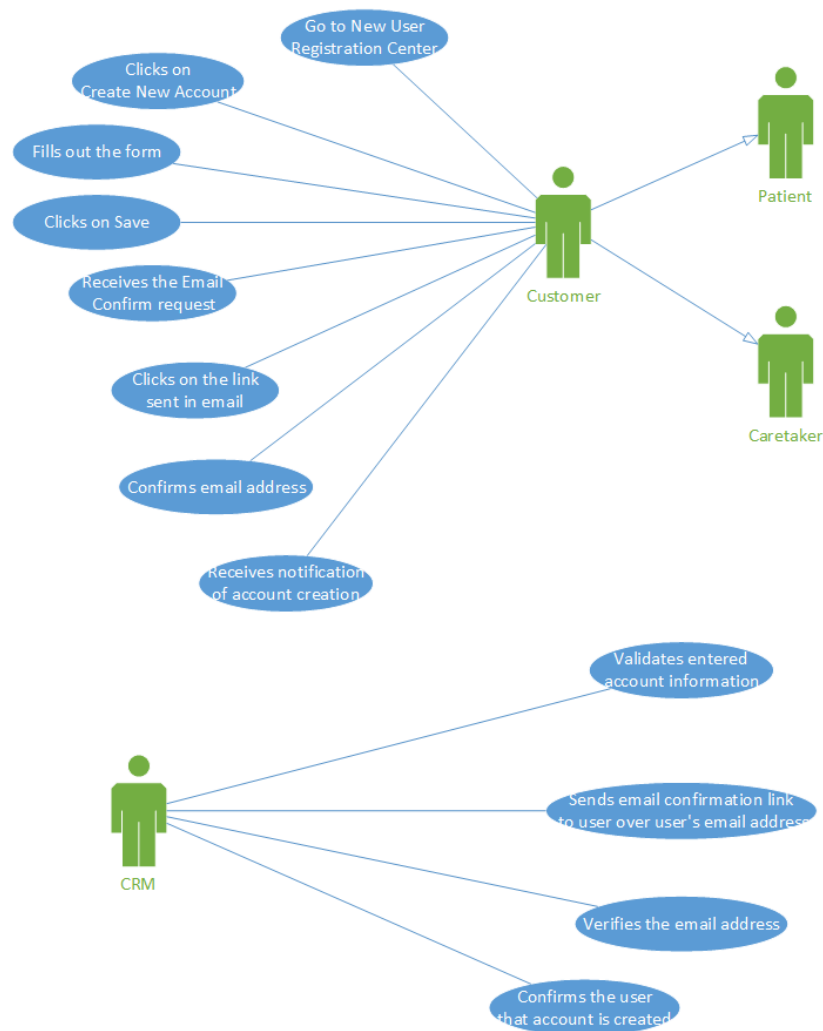 Go to New User
Registration Center
Clicks on
Create New Account
Fills out the form
Clicks on Save
Receives the Email
Confirm request
Clicks on the link
sent in email
Confirms email address
Receives notification
of account creation
Customer
Patient
Caretaker
Validates entered
account information
Sends email confirmation link
to user over user's email address
Verifies the email address
Confirms the user
that account is created
CRM